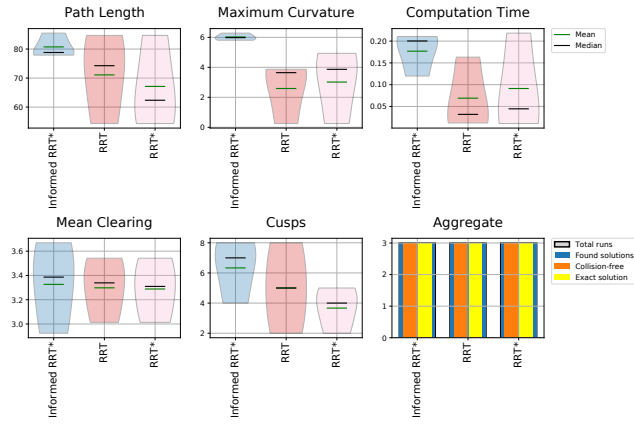 Path Length
80
70
60
Informed RRT*
RRT
RRT*
Maximum Curvature
6
4
2
0
Informed RRT*
RRT
RRT*
Computation Time
0.20
0.15
0.10
0.05
Informed RRT*
RRT
RRT*
Mean
Median
Mean Clearing
3.6
3.4
3.2
3.0
Informed RRT*
RRT
RRT*
Cusps
8
6
4
2
Informed RRT*
RRT
RRT*
Aggregate
3
2
1
0
Informed RRT*
RRT
RRT*
Total runs
Found solutions
Collision-free
Exact solution